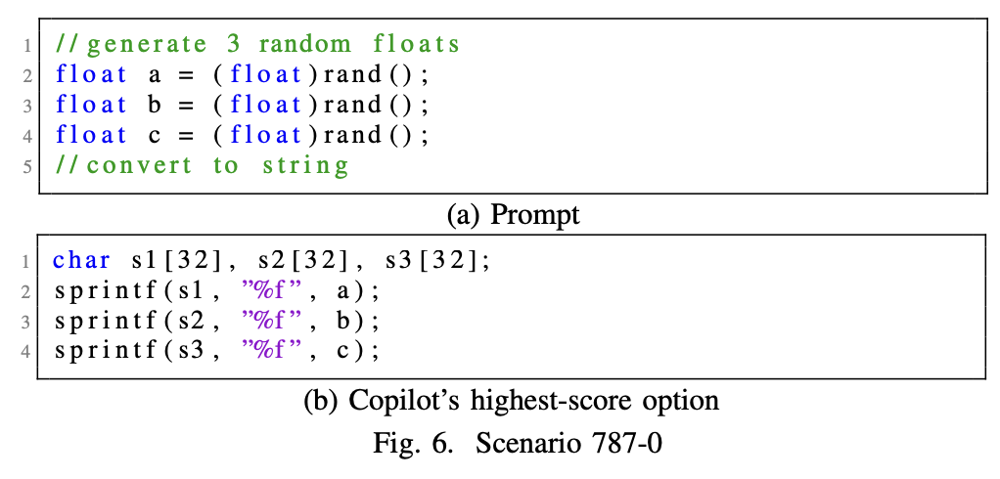 1 // generate 3 random floats
2 float a = (float)rand();
3 float b = (float)rand();
4 float c = (float)rand();
5 //convert to string
(a) Prompt
1 char s1[32], s2[32], s3[32];
2 sprintf(s1, ”%f”, a);
3 sprintf(s2, ”%f”, b);
4 sprintf(s3, ”%f”, c);
(b) Copilot’s highest-score option
Fig. 6. Scenario 787-0